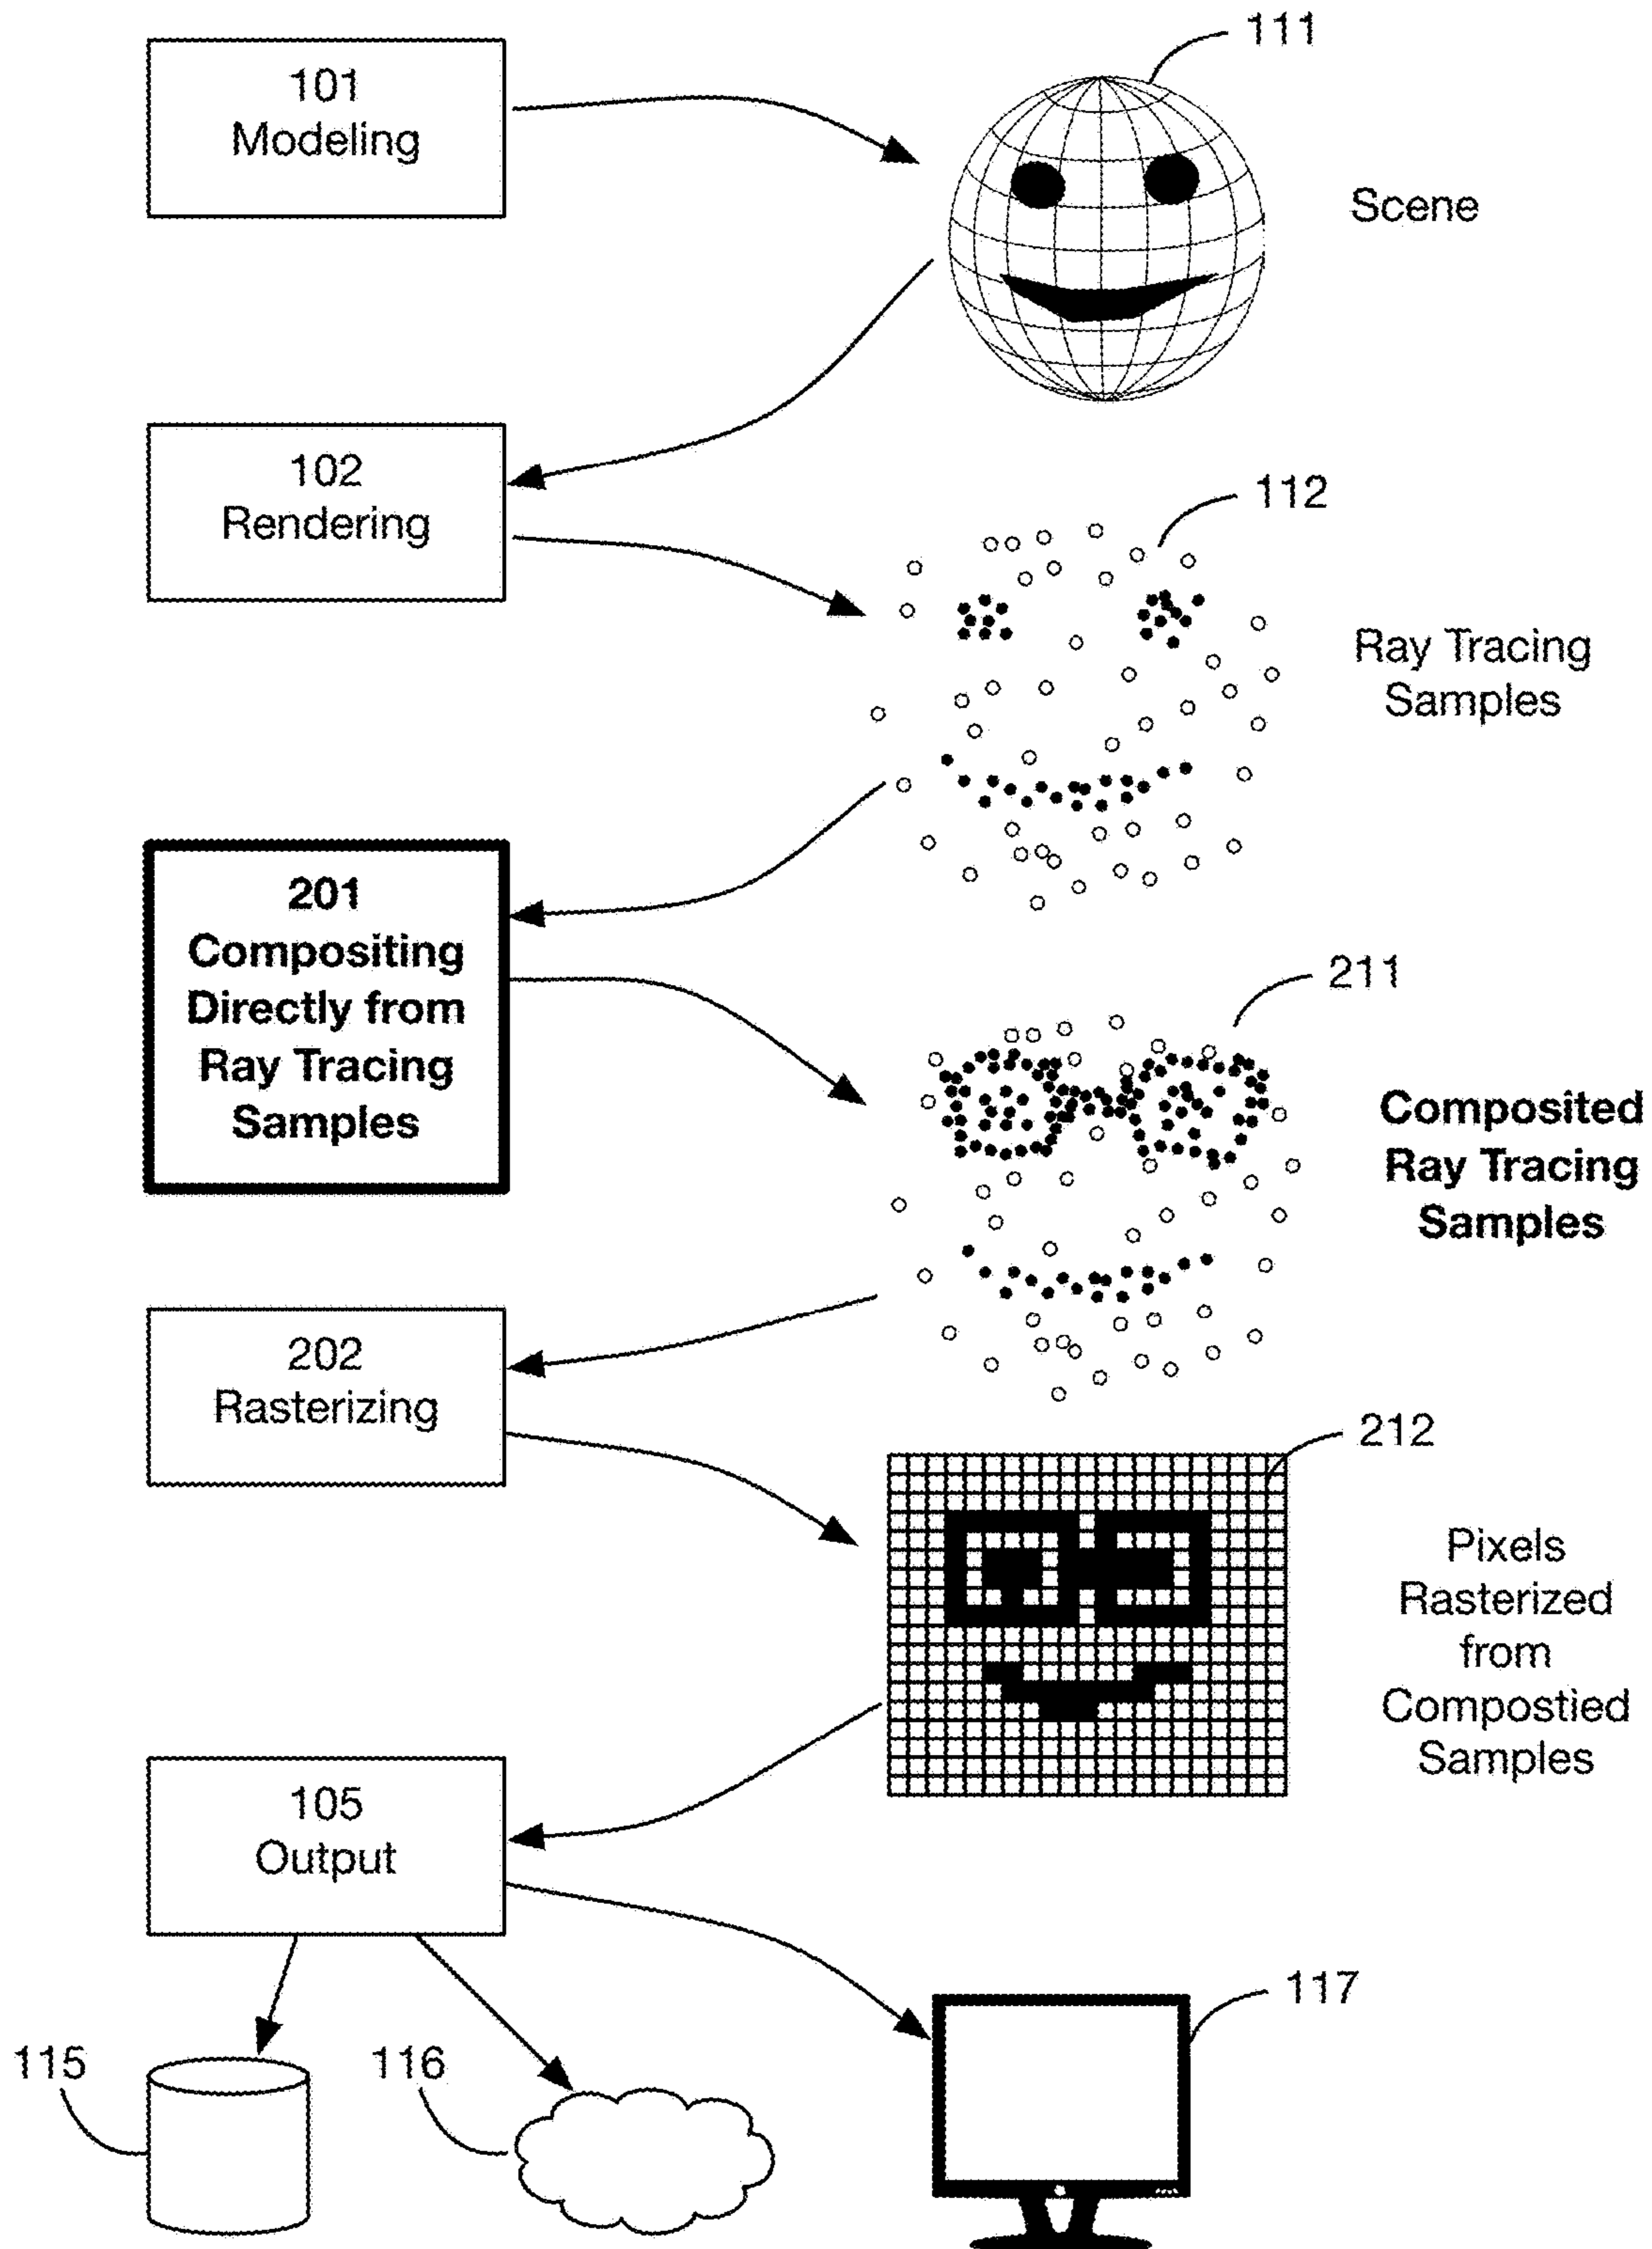 111
101
Modeling
Scene
102
Rendering
112
Ray Tracing
Samples
201
Compositing
Directly from
Ray Tracing
Samples
211
Composited
Ray Tracing
Samples
202
Rasterizing
212
Pixels
Rasterized
from
Compostied
Samples
105
Output
117
115
116